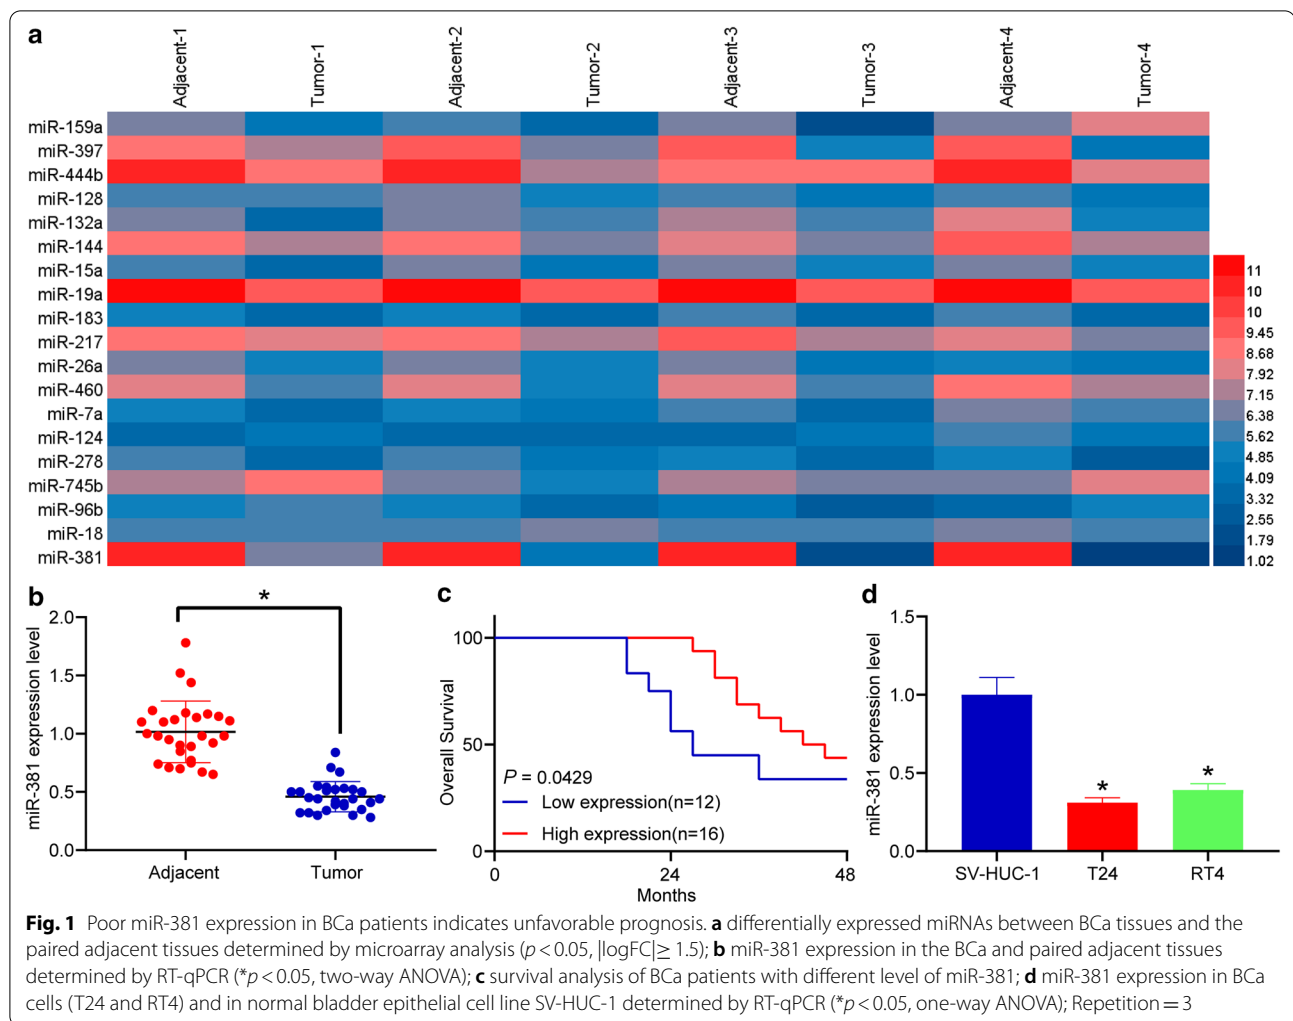 a
Adjacent-1 Tumor-1 Adjacent-2 Tumor-2 Adjacent-3 Tumor-3 Adjacent-4 Tumor-4
miR-159a
miR-397
miR-444b
miR-128
miR-132a
miR-144
miR-15a
miR-19a
miR-183
miR-217
miR-26a
miR-460
miR-7a
miR-124
miR-278
miR-745b
miR-96b
miR-18
miR-381
11
10
10
9.45
8.68
7.92
7.15
6.38
5.62
4.85
4.09
3.32
2.55
1.79
1.02
b
miR-381 expression level
2.0
1.5
1.0
0.5
0.0
*
Adjacent Tumor
c
Overall Survival
100
50
0
P = 0.0429
Low expression(n=12)
High expression(n=16)
0 24 48
Months
d
miR-381 expression level
1.5
1.0
0.5
0.0
* *
SV-HUC-1 T24 RT4
Fig. 1 Poor miR-381 expression in BCa patients indicates unfavorable prognosis. a differentially expressed miRNAs between BCa tissues and the
paired adjacent tissues determined by microarray analysis (p < 0.05, |logFC| ≥ 1.5); b miR-381 expression in the BCa and paired adjacent tissues
determined by RT-qPCR (*p < 0.05, two-way ANOVA); c survival analysis of BCa patients with different level of miR-381; d miR-381 expression in BCa
cells (T24 and RT4) and in normal bladder epithelial cell line SV-HUC-1 determined by RT-qPCR (*p < 0.05, one-way ANOVA); Repetition = 3